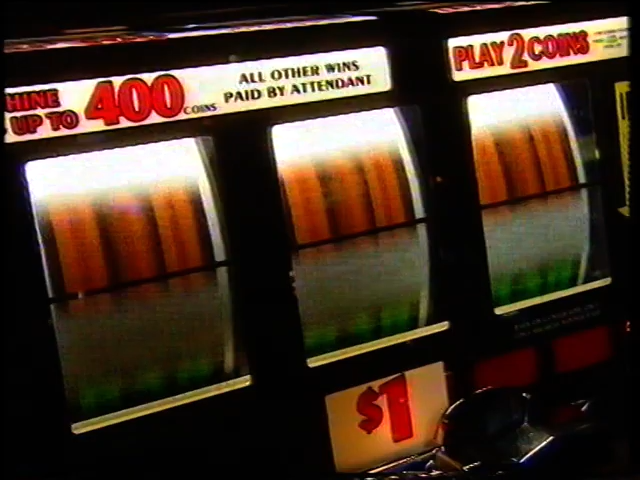 HINE
UP TO 400 COINS
ALL OTHER WINS
PAID BY ATTENDANT
PLAY 2 COINS
$1